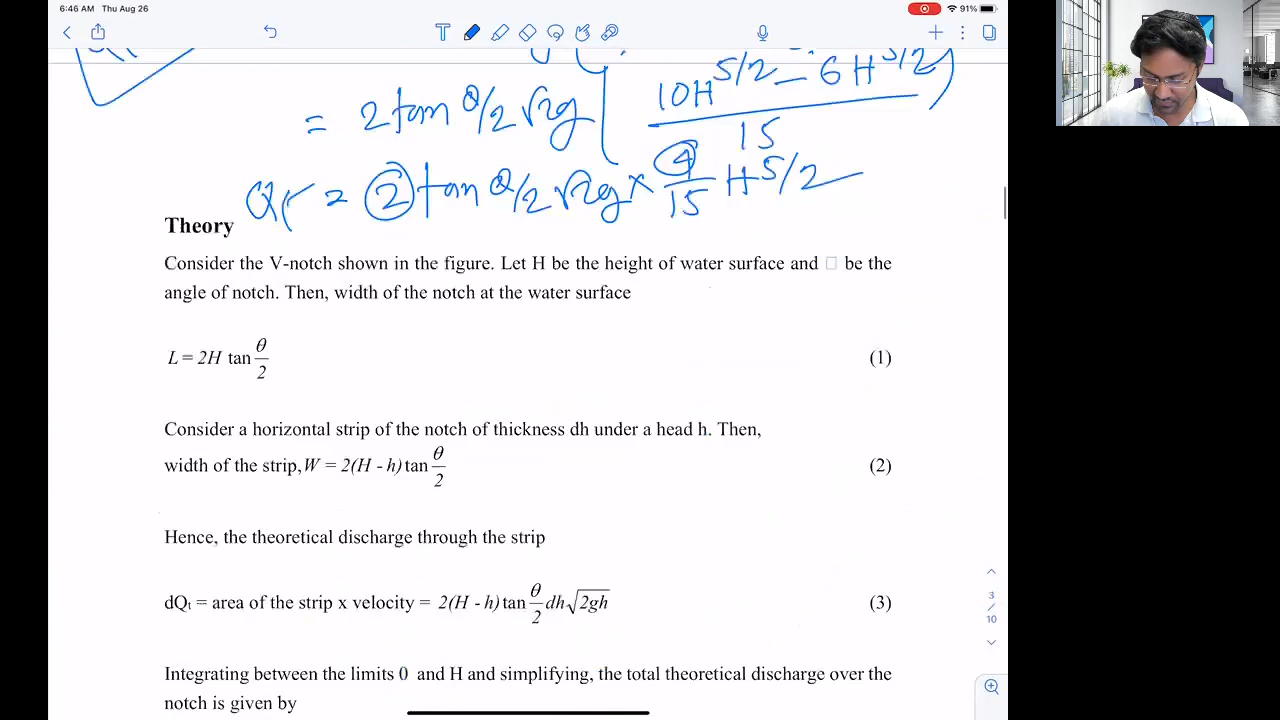 6:46 AM Thu Aug 26
91%
10H^5/2 - 6H^5/2
= 2 tan θ/2 √2g
15
Qt = 2 tan θ/2 √2g × 4/15 H^5/2
Theory
Consider the V-notch shown in the figure. Let H be the height of water surface and □ be the
angle of notch. Then, width of the notch at the water surface
L = 2H tan θ/2 (1)
Consider a horizontal strip of the notch of thickness dh under a head h. Then,
width of the strip, W = 2(H - h) tan θ/2 (2)
Hence, the theoretical discharge through the strip
dQt = area of the strip x velocity = 2(H - h) tan θ/2 dh √2gh (3)
3
/
10
Integrating between the limits 0 and H and simplifying, the total theoretical discharge over the
notch is given by